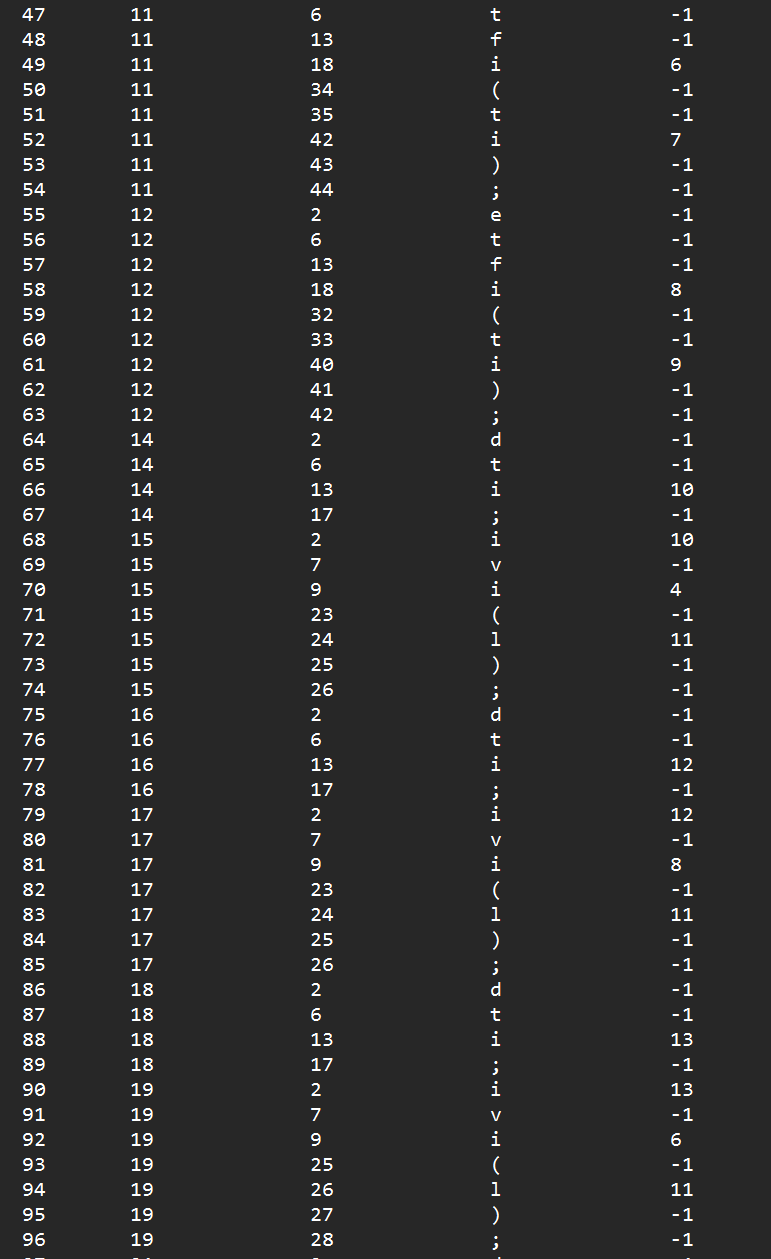 47 11 6 t -1
48 11 13 f -1
49 11 18 i 6
50 11 34 ( -1
51 11 35 t -1
52 11 42 i 7
53 11 43 ) -1
54 11 44 ; -1
55 12 2 e -1
56 12 6 t -1
57 12 13 f -1
58 12 18 i 8
59 12 32 ( -1
60 12 33 t -1
61 12 40 i 9
62 12 41 ) -1
63 12 42 ; -1
64 14 2 d -1
65 14 6 t -1
66 14 13 i 10
67 14 17 ; -1
68 15 2 i 10
69 15 7 v -1
70 15 9 i 4
71 15 23 ( -1
72 15 24 l 11
73 15 25 ) -1
74 15 26 ; -1
75 16 2 d -1
76 16 6 t -1
77 16 13 i 12
78 16 17 ; -1
79 17 2 i 12
80 17 7 v -1
81 17 9 i 8
82 17 23 ( -1
83 17 24 l 11
84 17 25 ) -1
85 17 26 ; -1
86 18 2 d -1
87 18 6 t -1
88 18 13 i 13
89 18 17 ; -1
90 19 2 i 13
91 19 7 v -1
92 19 9 i 6
93 19 25 ( -1
94 19 26 l 11
95 19 27 ) -1
96 19 28 ; -1